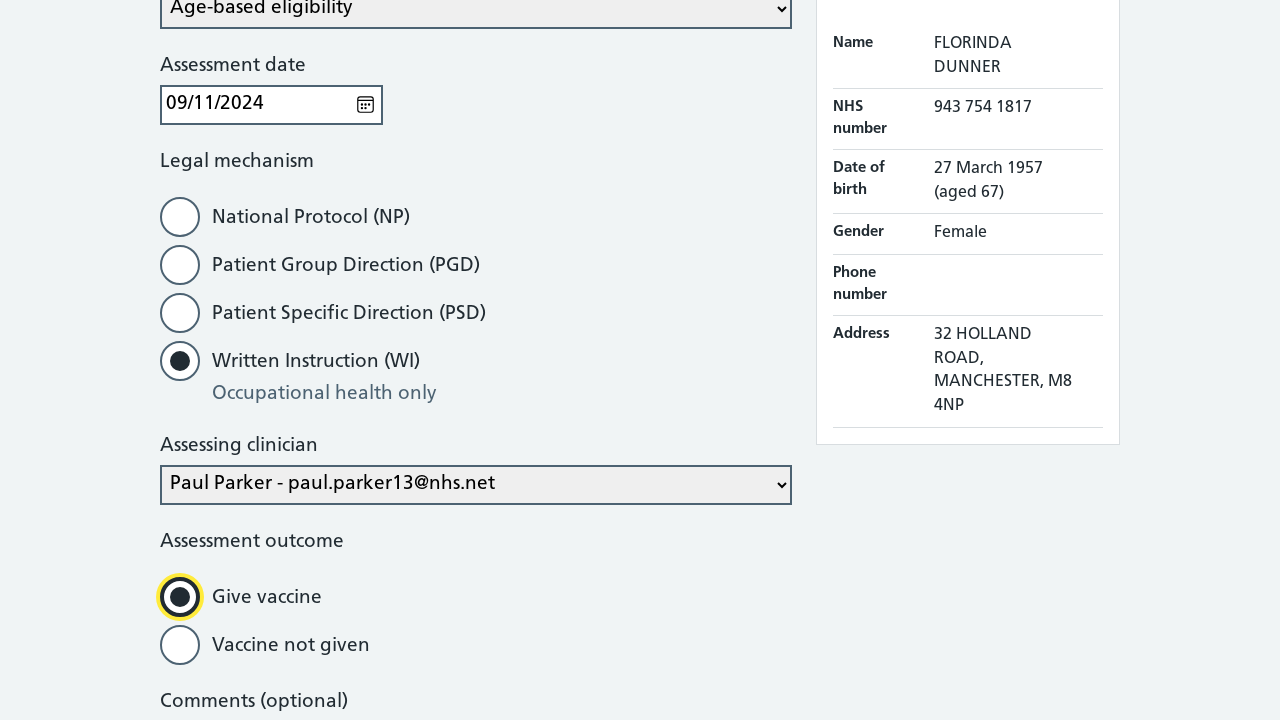 Age-based eligibility
Assessment date
09/11/2024
Legal mechanism
National Protocol (NP)
Patient Group Direction (PGD)
Patient Specific Direction (PSD)
Written Instruction (WI)
Occupational health only
Assessing clinician
Paul Parker - paul.parker13@nhs.net
Assessment outcome
Give vaccine
Vaccine not given
Comments (optional)
Name FLORINDA
DUNNER
NHS 943 754 1817
number
Date of 27 March 1957
birth (aged 67)
Gender Female
Phone
number
Address 32 HOLLAND
ROAD,
MANCHESTER, M8
4NP